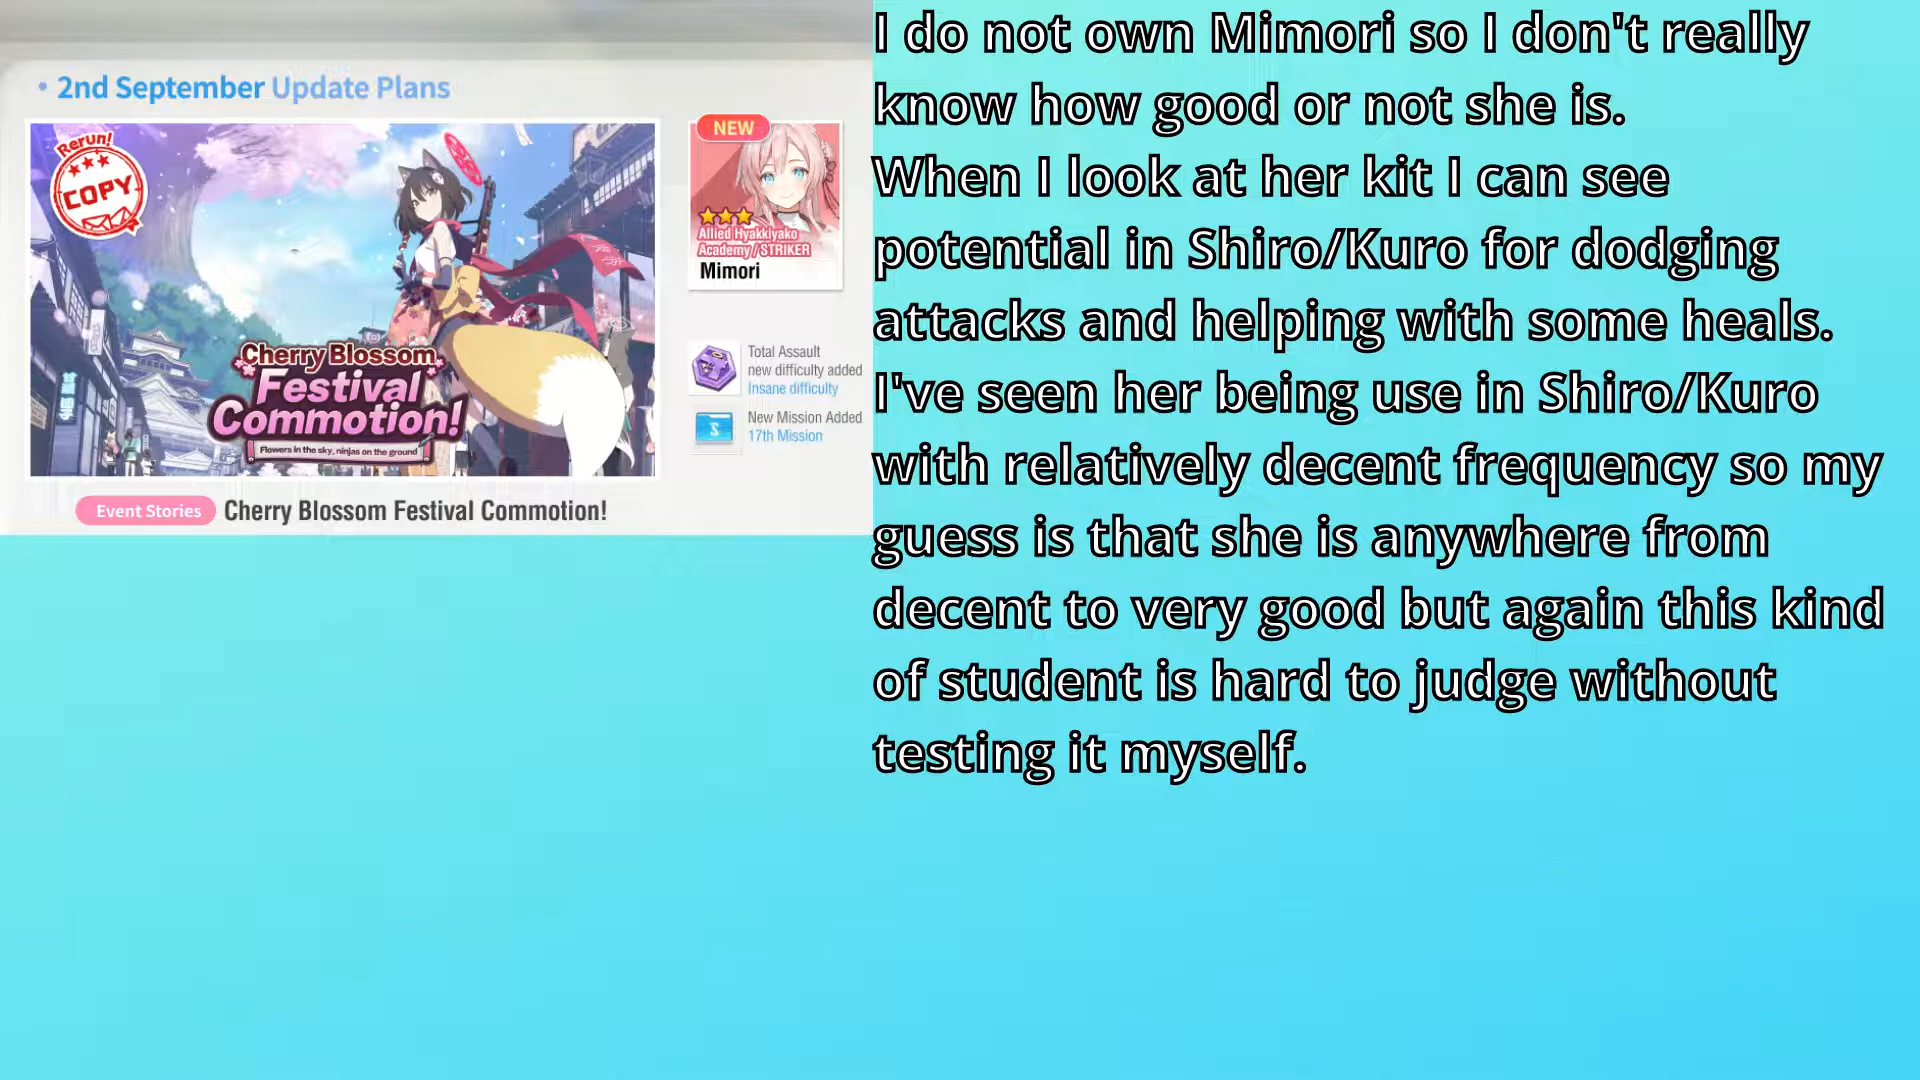 • 2nd September Update Plans
Rerun!
COPY
Cherry Blossom
Festival
Commotion!
Flowers in the sky, ninjas on the ground
Event Stories Cherry Blossom Festival Commotion!
NEW
Allied Hyakkiyako
Academy / STRIKER
Mimori
Total Assault
new difficulty added
Insane difficulty
New Mission Added
17th Mission
I do not own Mimori so I don't really
know how good or not she is.
When I look at her kit I can see
potential in Shiro/Kuro for dodging
attacks and helping with some heals.
I've seen her being use in Shiro/Kuro
with relatively decent frequency so my
guess is that she is anywhere from
decent to very good but again this kind
of student is hard to judge without
testing it myself.